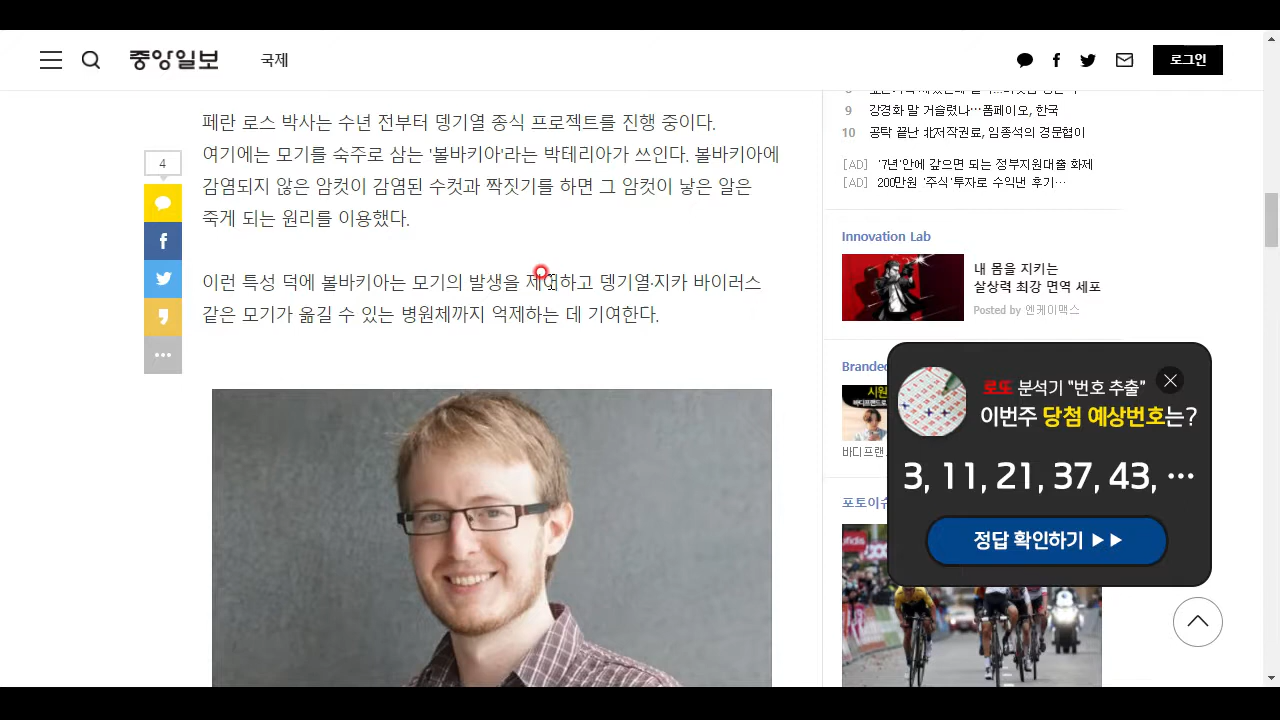 중앙일보
국제
로그인
페란 로스 박사는 수년 전부터 뎅기열 종식 프로젝트를 진행 중이다.
여기에는 모기를 숙주로 삼는 '볼바키아'라는 박테리아가 쓰인다. 볼바키아에
감염되지 않은 암컷이 감염된 수컷과 짝짓기를 하면 그 암컷이 낳은 알은
죽게 되는 원리를 이용했다.
이런 특성 덕에 볼바키아는 모기의 발생을 제어하고 뎅기열·지카 바이러스
같은 모기가 옮길 수 있는 병원체까지 억제하는 데 기여한다.
4
9 강경화 말 거슬렸나…폼페이오, 한국
10 공탁 끝난 北저작권료, 임종석의 경문협이
[AD] '7년'안에 갚으면 되는 정부지원대출 화제
[AD] 200만원 '주식'투자로 수익낸 후기…
Innovation Lab
내 몸을 지키는
살상력 최강 면역 세포
Posted by 엔케이맥스
Branded
시원
바디프랜
로또 분석기 "번호 추출"
이번주 당첨 예상번호는?
3, 11, 21, 37, 43, …
정답 확인하기 ▶▶
포토이슈